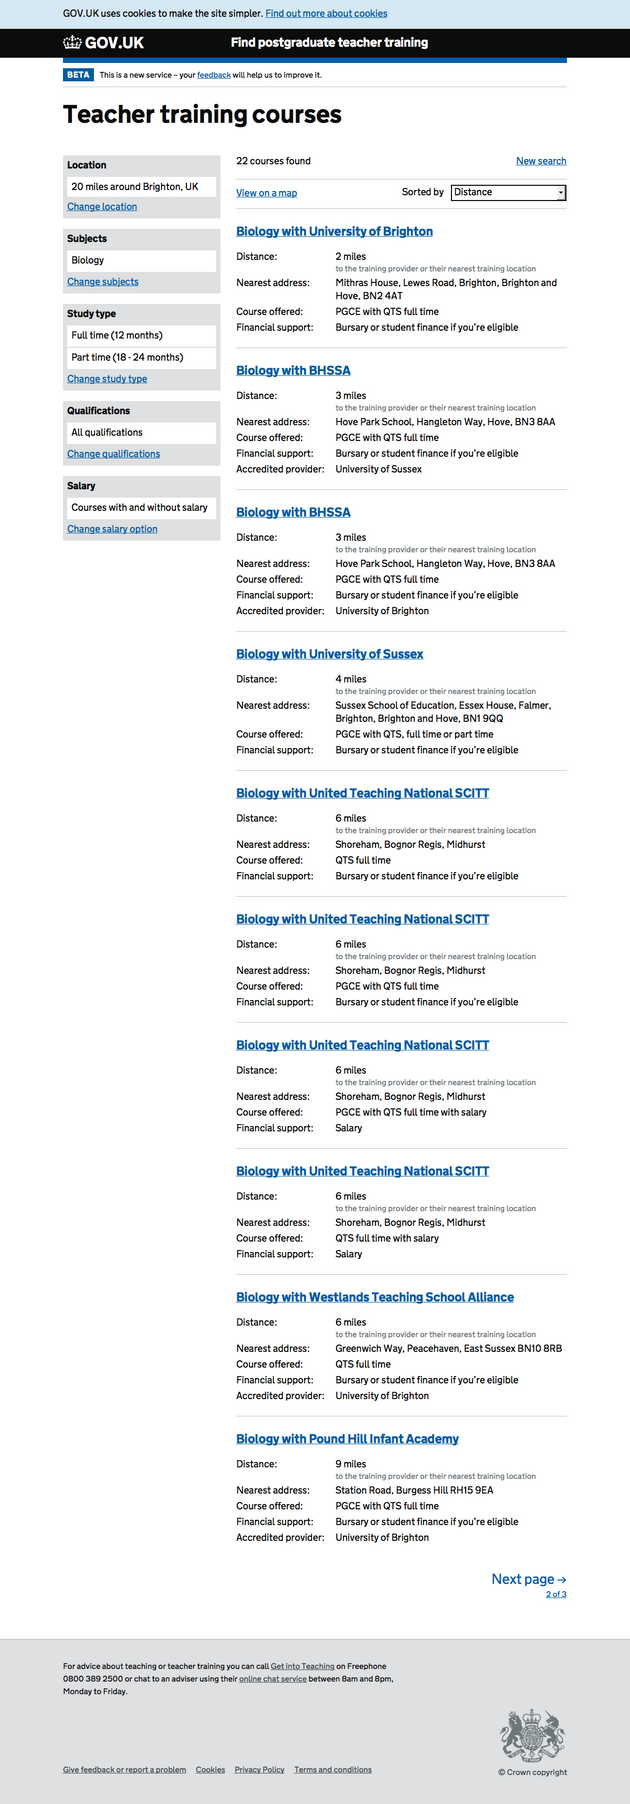 GOV.UK uses cookies to make the site simpler. Find out more about cookies
GOV.UK Find postgraduate teacher training
BETA This is a new service – your feedback will help us to improve it.
Teacher training courses
Location
20 miles around Brighton, UK
Change location
Subjects
Biology
Change subjects
Study type
Full time (12 months)
Part time (18 - 24 months)
Change study type
Qualifications
All qualifications
Change qualifications
Salary
Courses with and without salary
Change salary option
22 courses found New search
View on a map Sorted by Distance
Biology with University of Brighton
Distance: 2 miles
to the training provider or their nearest training location
Nearest address: Mithras House, Lewes Road, Brighton, Brighton and
Hove, BN2 4AT
Course offered: PGCE with QTS full time
Financial support: Bursary or student finance if you're eligible
Biology with BHSSA
Distance: 3 miles
to the training provider or their nearest training location
Nearest address: Hove Park School, Hangleton Way, Hove, BN3 8AA
Course offered: PGCE with QTS full time
Financial support: Bursary or student finance if you're eligible
Accredited provider: University of Sussex
Biology with BHSSA
Distance: 3 miles
to the training provider or their nearest training location
Nearest address: Hove Park School, Hangleton Way, Hove, BN3 8AA
Course offered: PGCE with QTS full time
Financial support: Bursary or student finance if you're eligible
Accredited provider: University of Brighton
Biology with University of Sussex
Distance: 4 miles
to the training provider or their nearest training location
Nearest address: Sussex School of Education, Essex House, Falmer,
Brighton, Brighton and Hove, BN1 9QQ
Course offered: PGCE with QTS, full time or part time
Financial support: Bursary or student finance if you're eligible
Biology with United Teaching National SCITT
Distance: 6 miles
to the training provider or their nearest training location
Nearest address: Shoreham, Bognor Regis, Midhurst
Course offered: QTS full time
Financial support: Bursary or student finance if you're eligible
Biology with United Teaching National SCITT
Distance: 6 miles
to the training provider or their nearest training location
Nearest address: Shoreham, Bognor Regis, Midhurst
Course offered: PGCE with QTS full time
Financial support: Bursary or student finance if you're eligible
Biology with United Teaching National SCITT
Distance: 6 miles
to the training provider or their nearest training location
Nearest address: Shoreham, Bognor Regis, Midhurst
Course offered: PGCE with QTS full time with salary
Financial support: Salary
Biology with United Teaching National SCITT
Distance: 6 miles
to the training provider or their nearest training location
Nearest address: Shoreham, Bognor Regis, Midhurst
Course offered: QTS full time with salary
Financial support: Salary
Biology with Westlands Teaching School Alliance
Distance: 6 miles
to the training provider or their nearest training location
Nearest address: Greenwich Way, Peacehaven, East Sussex BN10 8RB
Course offered: QTS full time
Financial support: Bursary or student finance if you're eligible
Accredited provider: University of Brighton
Biology with Pound Hill Infant Academy
Distance: 9 miles
to the training provider or their nearest training location
Nearest address: Station Road, Burgess Hill RH15 9EA
Course offered: PGCE with QTS full time
Financial support: Bursary or student finance if you're eligible
Accredited provider: University of Brighton
Next page →
2 of 3
For advice about teaching or teacher training you can call Get into Teaching on Freephone
0800 389 2500 or chat to an adviser using their online chat service between 8am and 8pm,
Monday to Friday.
Give feedback or report a problem Cookies Privacy Policy Terms and conditions
© Crown copyright